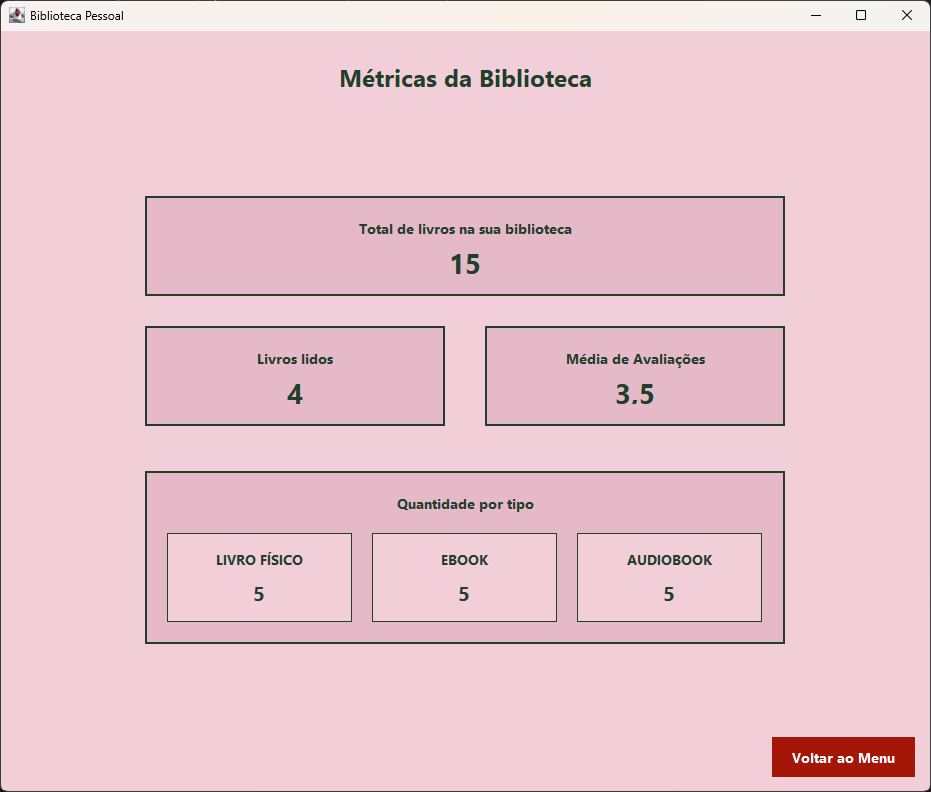 Biblioteca Pessoal
Métricas da Biblioteca
Total de livros na sua biblioteca
15
Livros lidos
4
Média de Avaliações
3.5
Quantidade por tipo
LIVRO FÍSICO
5
EBOOK
5
AUDIOBOOK
5
Voltar ao Menu